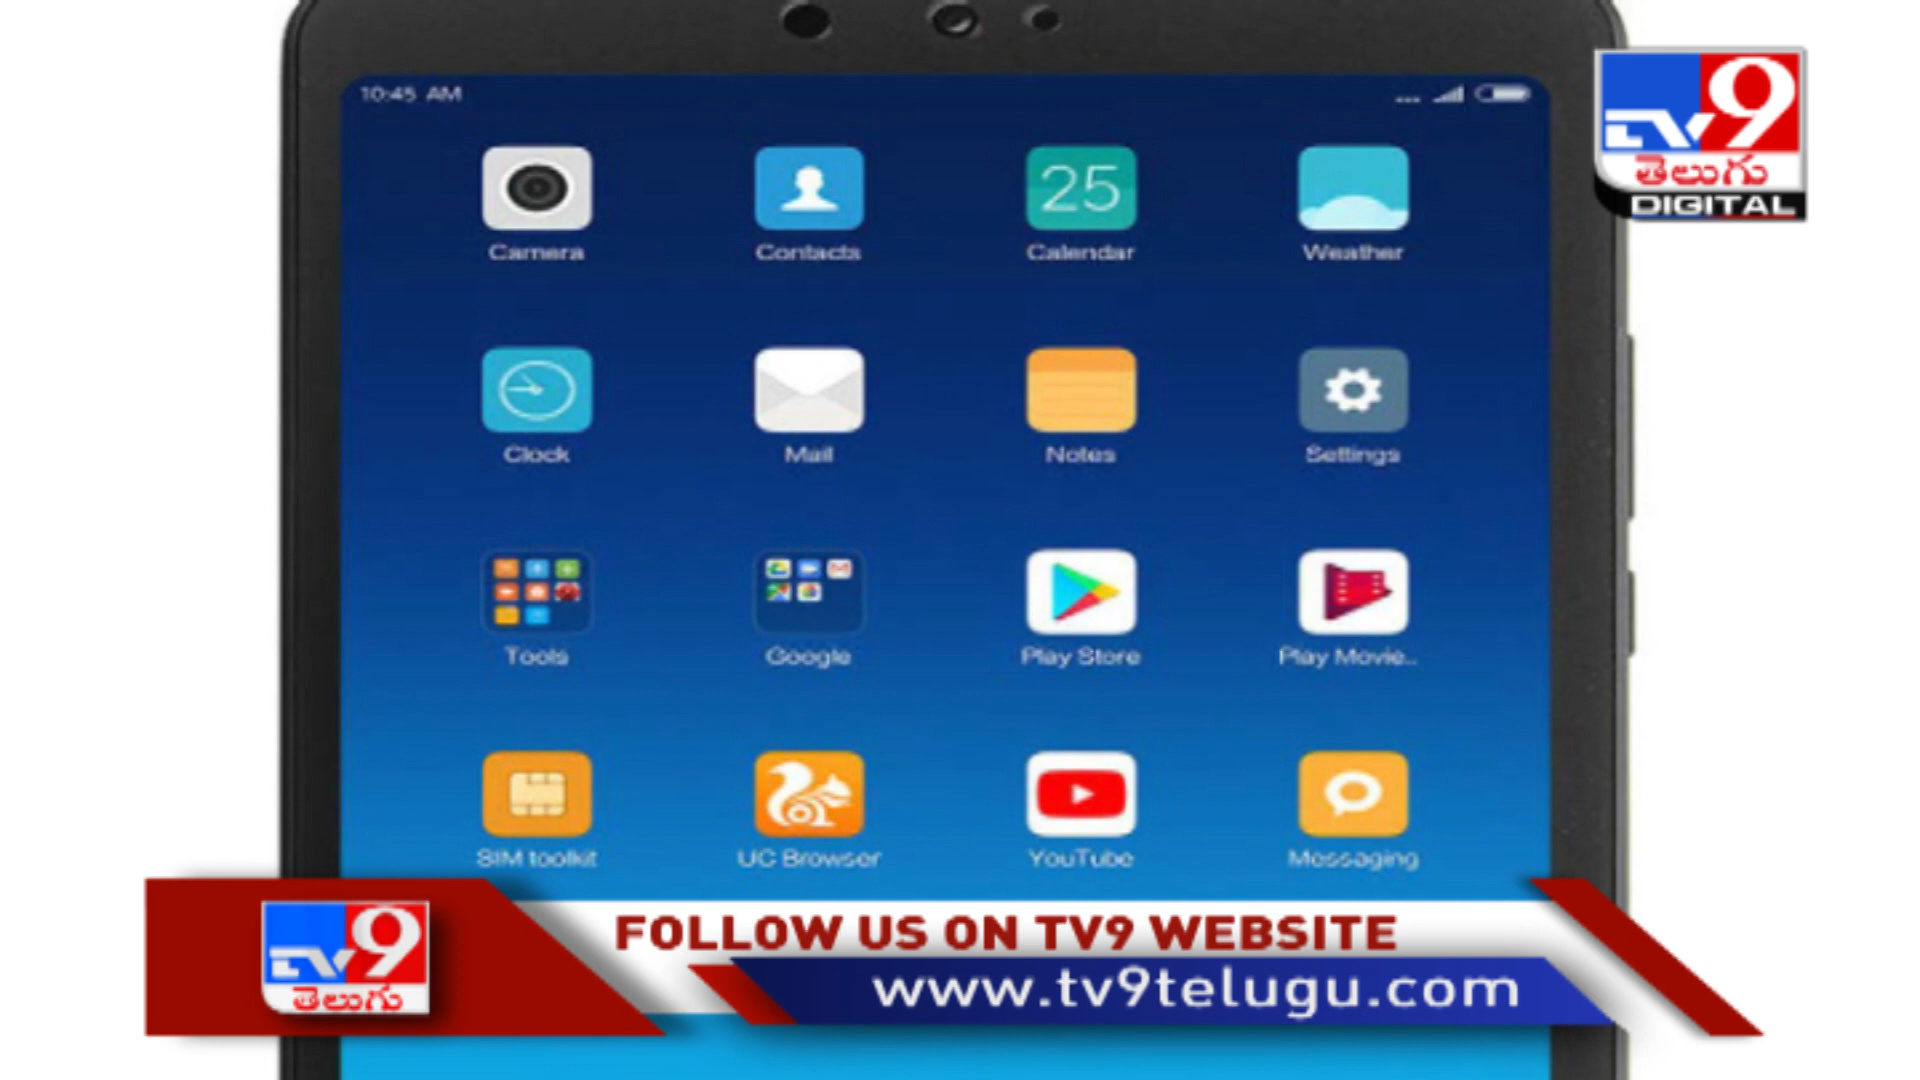 10:45 AM
TV9
తెలుగు
DIGITAL
Camera Contacts 25 Calendar Weather
Clock Mail Notes Settings
Tools Google Play Store Play Movie..
SIM toolkit UC Browser YouTube Messaging
TV9
తెలుగు
FOLLOW US ON TV9 WEBSITE
www.tv9telugu.com